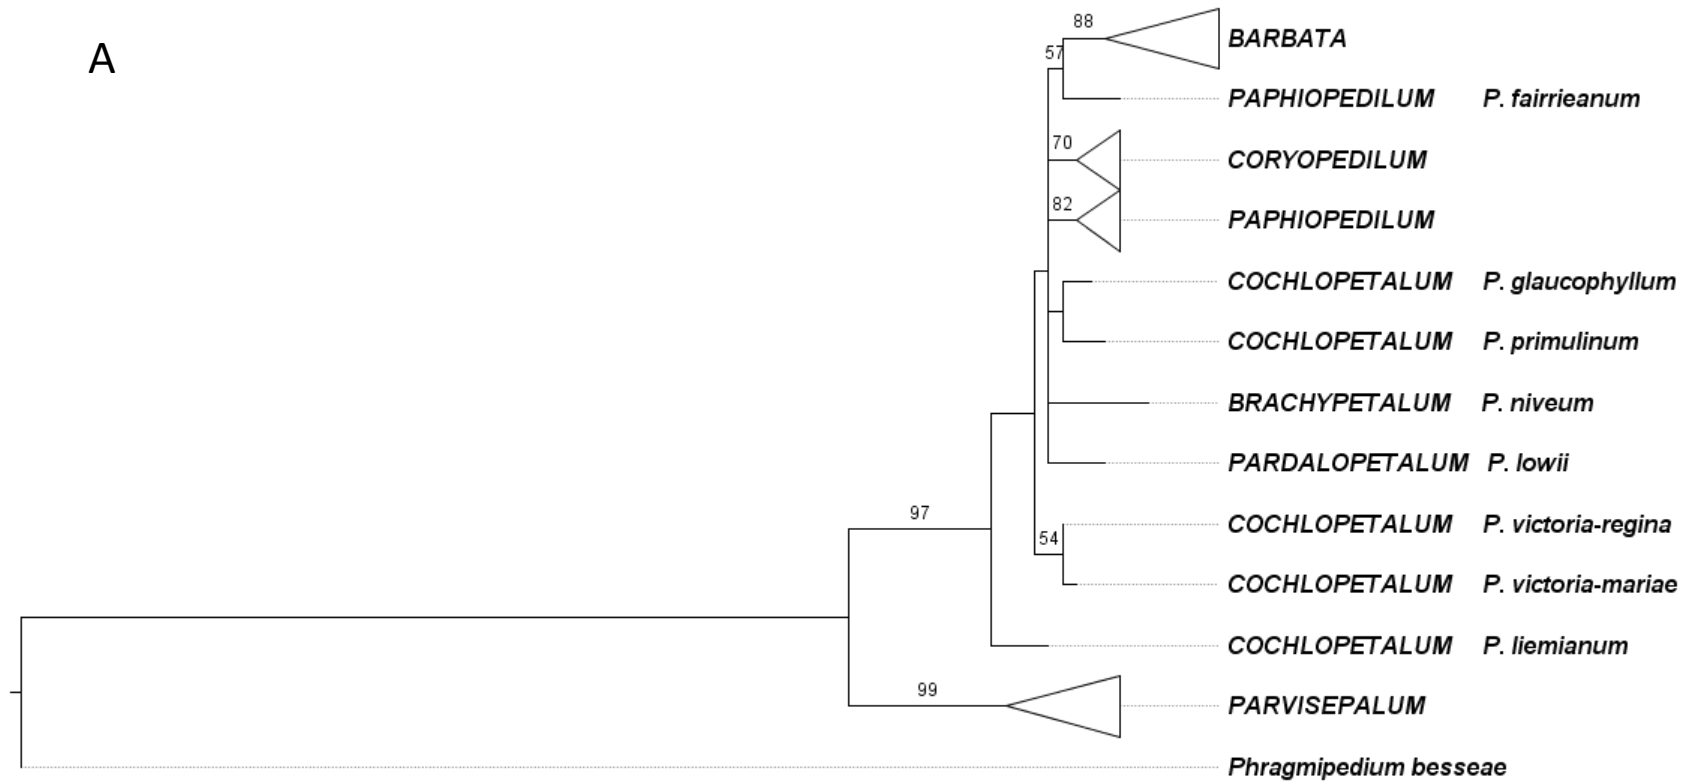 A
88
BARBATA
57
PAPHIOPEDILUM P. fairrieanum
70
CORYOPEDILUM
82
PAPHIOPEDILUM
COCHLOPETALUM P. glaucophyllum
COCHLOPETALUM P. primulinum
BRACHYPETALUM P. niveum
PARDALOPETALUM P. lowii
97
COCHLOPETALUM P. victoria-regina
54
COCHLOPETALUM P. victoria-mariae
COCHLOPETALUM P. liemianum
99
PARVISEPALUM
Phragmipedium besseae